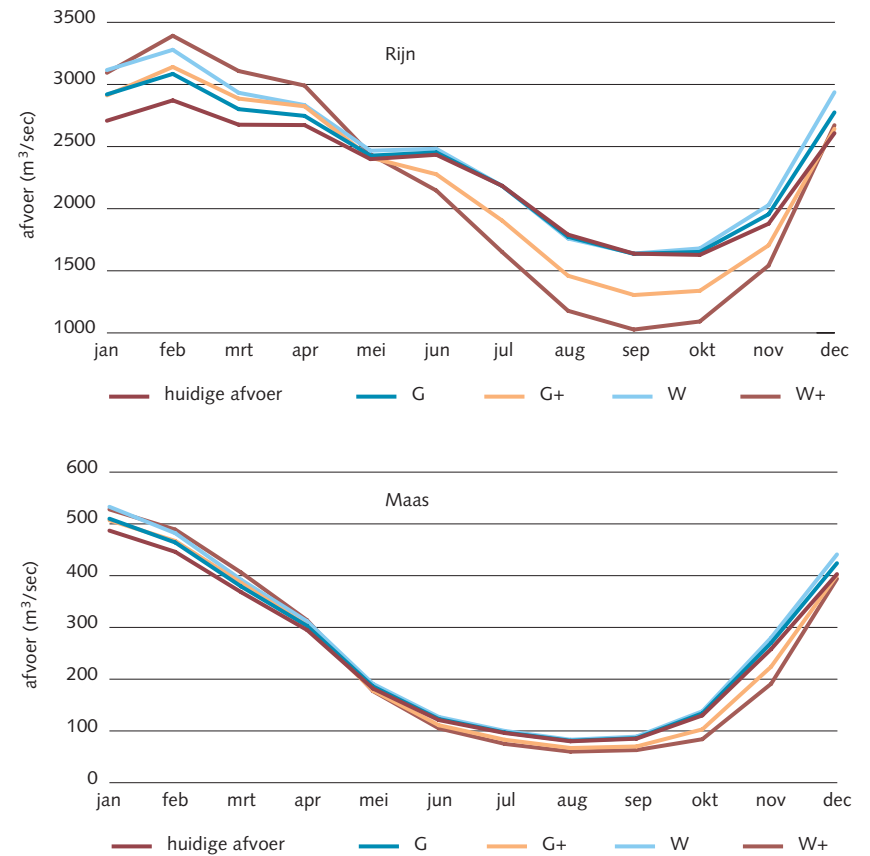 3500
Rijn
3000
2500
2000
1500
1000
afvoer (m³/sec)
jan feb mrt apr mei jun jul aug sep okt nov dec
huidige afvoer G G+ W W+
600
Maas
500
400
300
200
100
0
afvoer (m³/sec)
jan feb mrt apr mei jun jul aug sep okt nov dec
huidige afvoer G G+ W W+